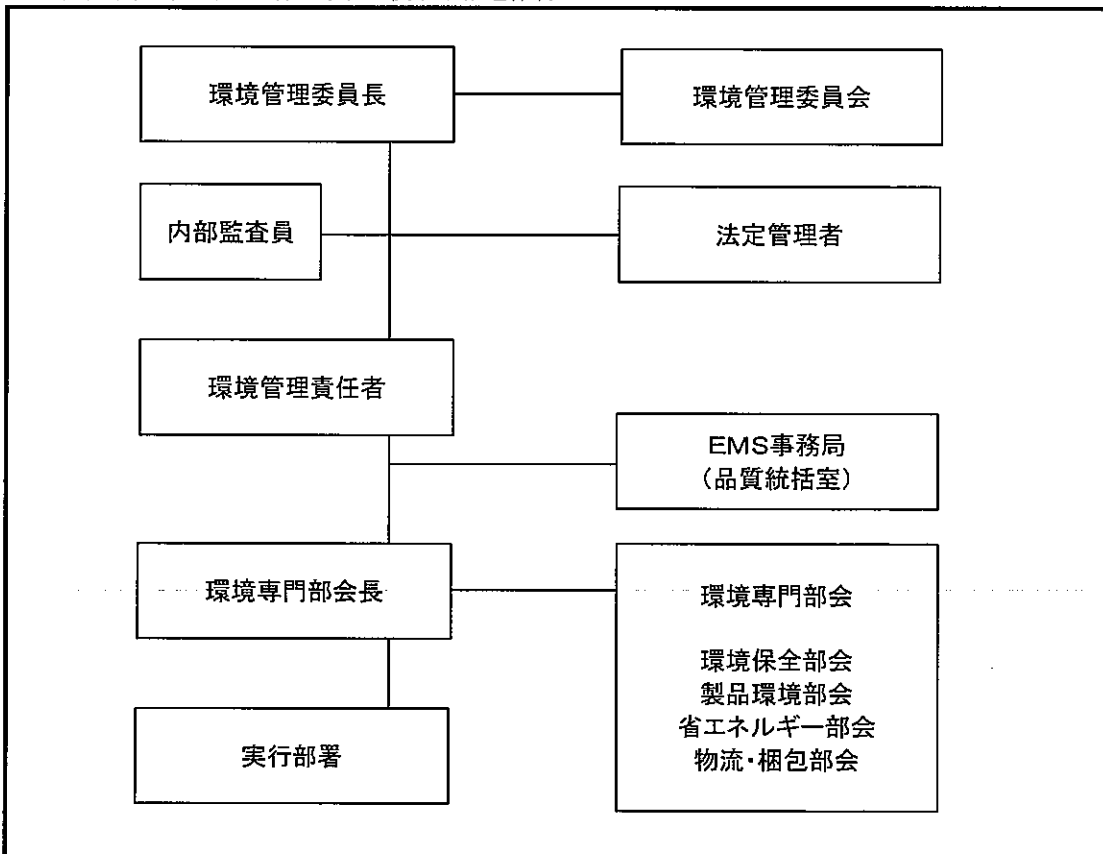 環境管理委員長
環境管理委員会
内部監査員
法定管理者
環境管理責任者
EMS事務局
(品質統括室)
環境専門部会長
環境専門部会
環境保全部会
製品環境部会
省エネルギー部会
物流・梱包部会
実行部署